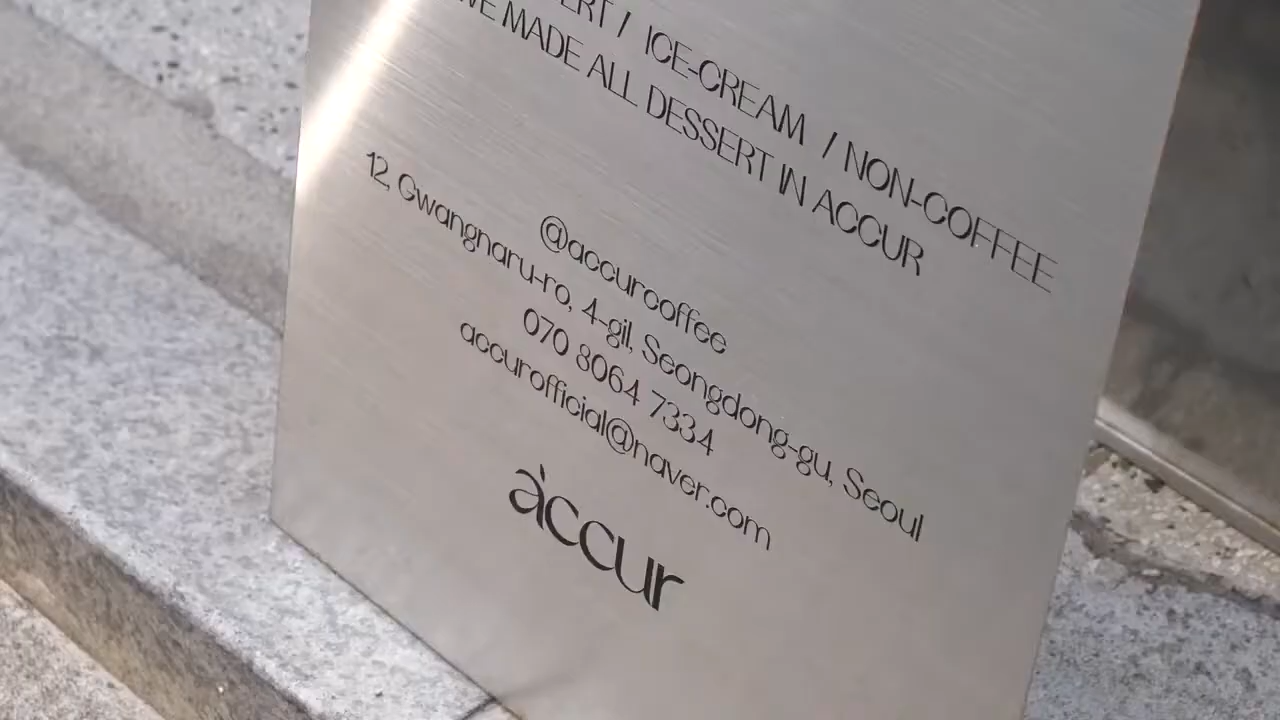 / ICE-CREAM / NON-COFFEE
WE MADE ALL DESSERT IN ACCUR
@accurcoffee
12, Gwangnaru-ro, 4-gil, Seongdong-gu, Seoul
070 8064 7334
accurofficial@naver.com
àccur